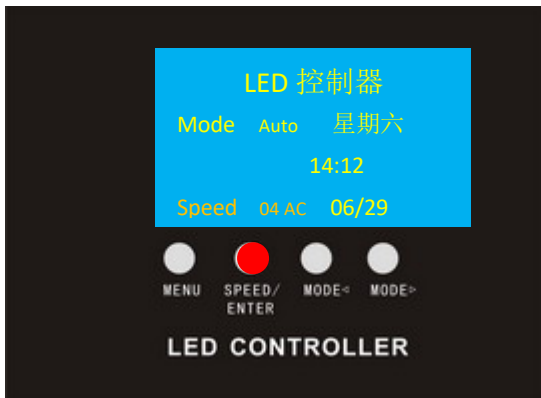 LED 控制器
Mode Auto 星期六
14:12
Speed 04 AC 06/29
MENU SPEED/ MODE◁ MODE▷
ENTER
LED CONTROLLER